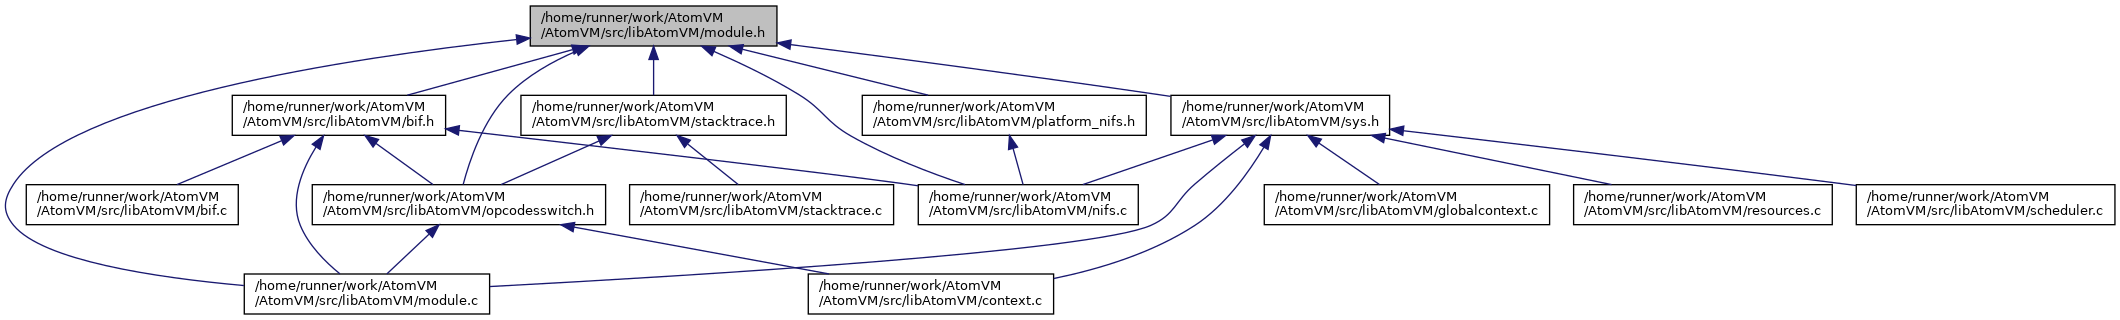 /home/runner/work/AtomVM
/AtomVM/src/libAtomVM/module.h
/home/runner/work/AtomVM
/AtomVM/src/libAtomVM/bif.h
/home/runner/work/AtomVM
/AtomVM/src/libAtomVM/stacktrace.h
/home/runner/work/AtomVM
/AtomVM/src/libAtomVM/platform_nifs.h
/home/runner/work/AtomVM
/AtomVM/src/libAtomVM/sys.h
/home/runner/work/AtomVM
/AtomVM/src/libAtomVM/bif.c
/home/runner/work/AtomVM
/AtomVM/src/libAtomVM/opcodesswitch.h
/home/runner/work/AtomVM
/AtomVM/src/libAtomVM/stacktrace.c
/home/runner/work/AtomVM
/AtomVM/src/libAtomVM/nifs.c
/home/runner/work/AtomVM
/AtomVM/src/libAtomVM/globalcontext.c
/home/runner/work/AtomVM
/AtomVM/src/libAtomVM/resources.c
/home/runner/work/AtomVM
/AtomVM/src/libAtomVM/scheduler.c
/home/runner/work/AtomVM
/AtomVM/src/libAtomVM/module.c
/home/runner/work/AtomVM
/AtomVM/src/libAtomVM/context.c